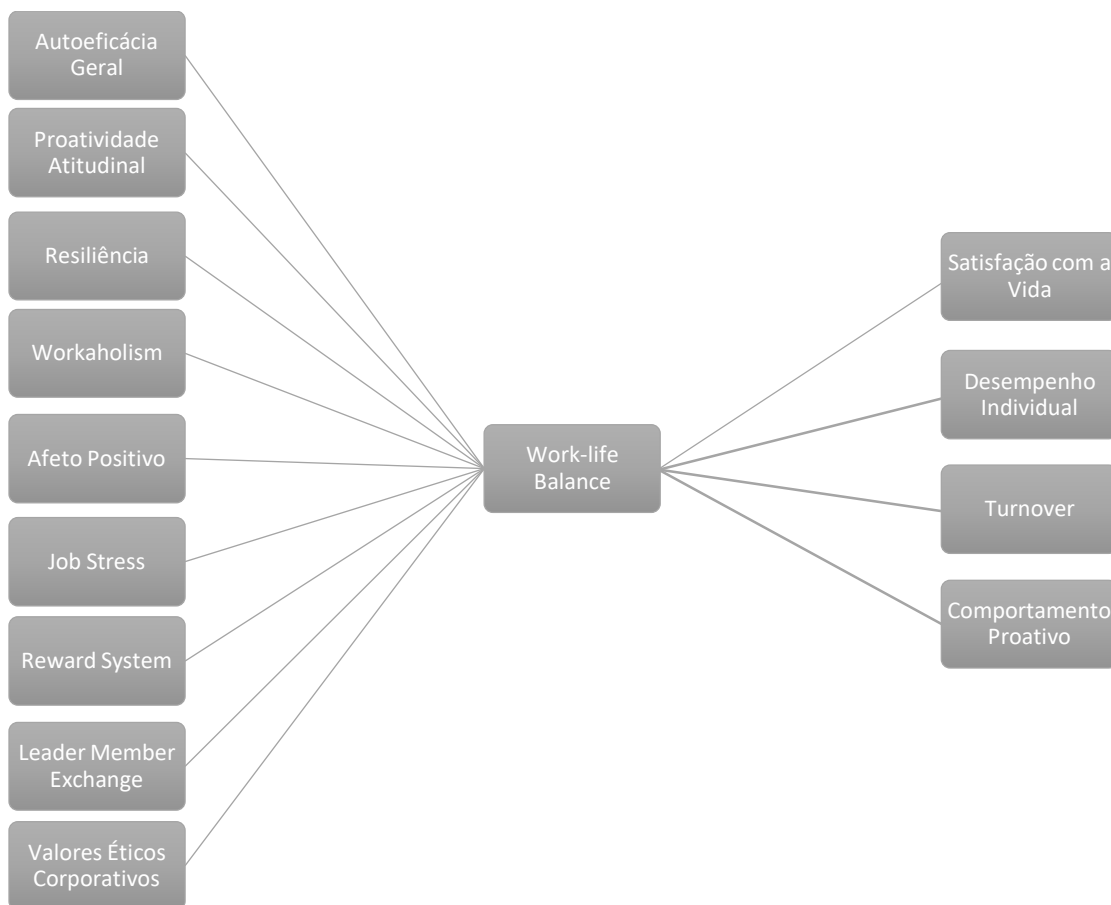 Autoeficácia
Geral
Proatividade
Atitudinal
Resiliência
Workaholism
Afeto Positivo
Job Stress
Reward System
Leader Member
Exchange
Valores Éticos
Corporativos
Work-life
Balance
Satisfação com a
Vida
Desempenho
Individual
Turnover
Comportamento
Proativo